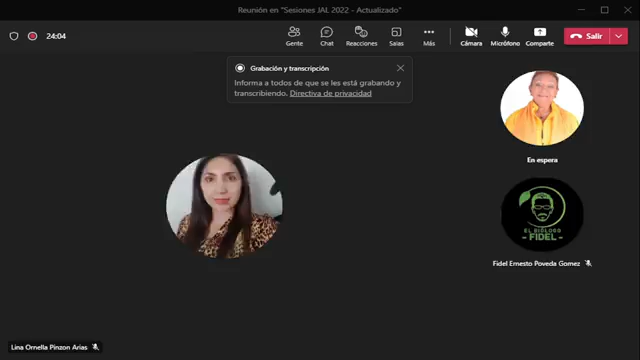 Reunión en "Sesiones JAL 2022 - Actualizado"
24:04
Gente
Chat
Reacciones
Salas
Más
Cámara
Micrófono
Comparte
Salir
Grabación y transcripción
Informa a todos de que se les está grabando y
transcribiendo. Directiva de privacidad
En espera
EL BIÓLOGO
-FIDEL-
Fidel Ernesto Poveda Gomez
Lina Ornella Pinzon Arias